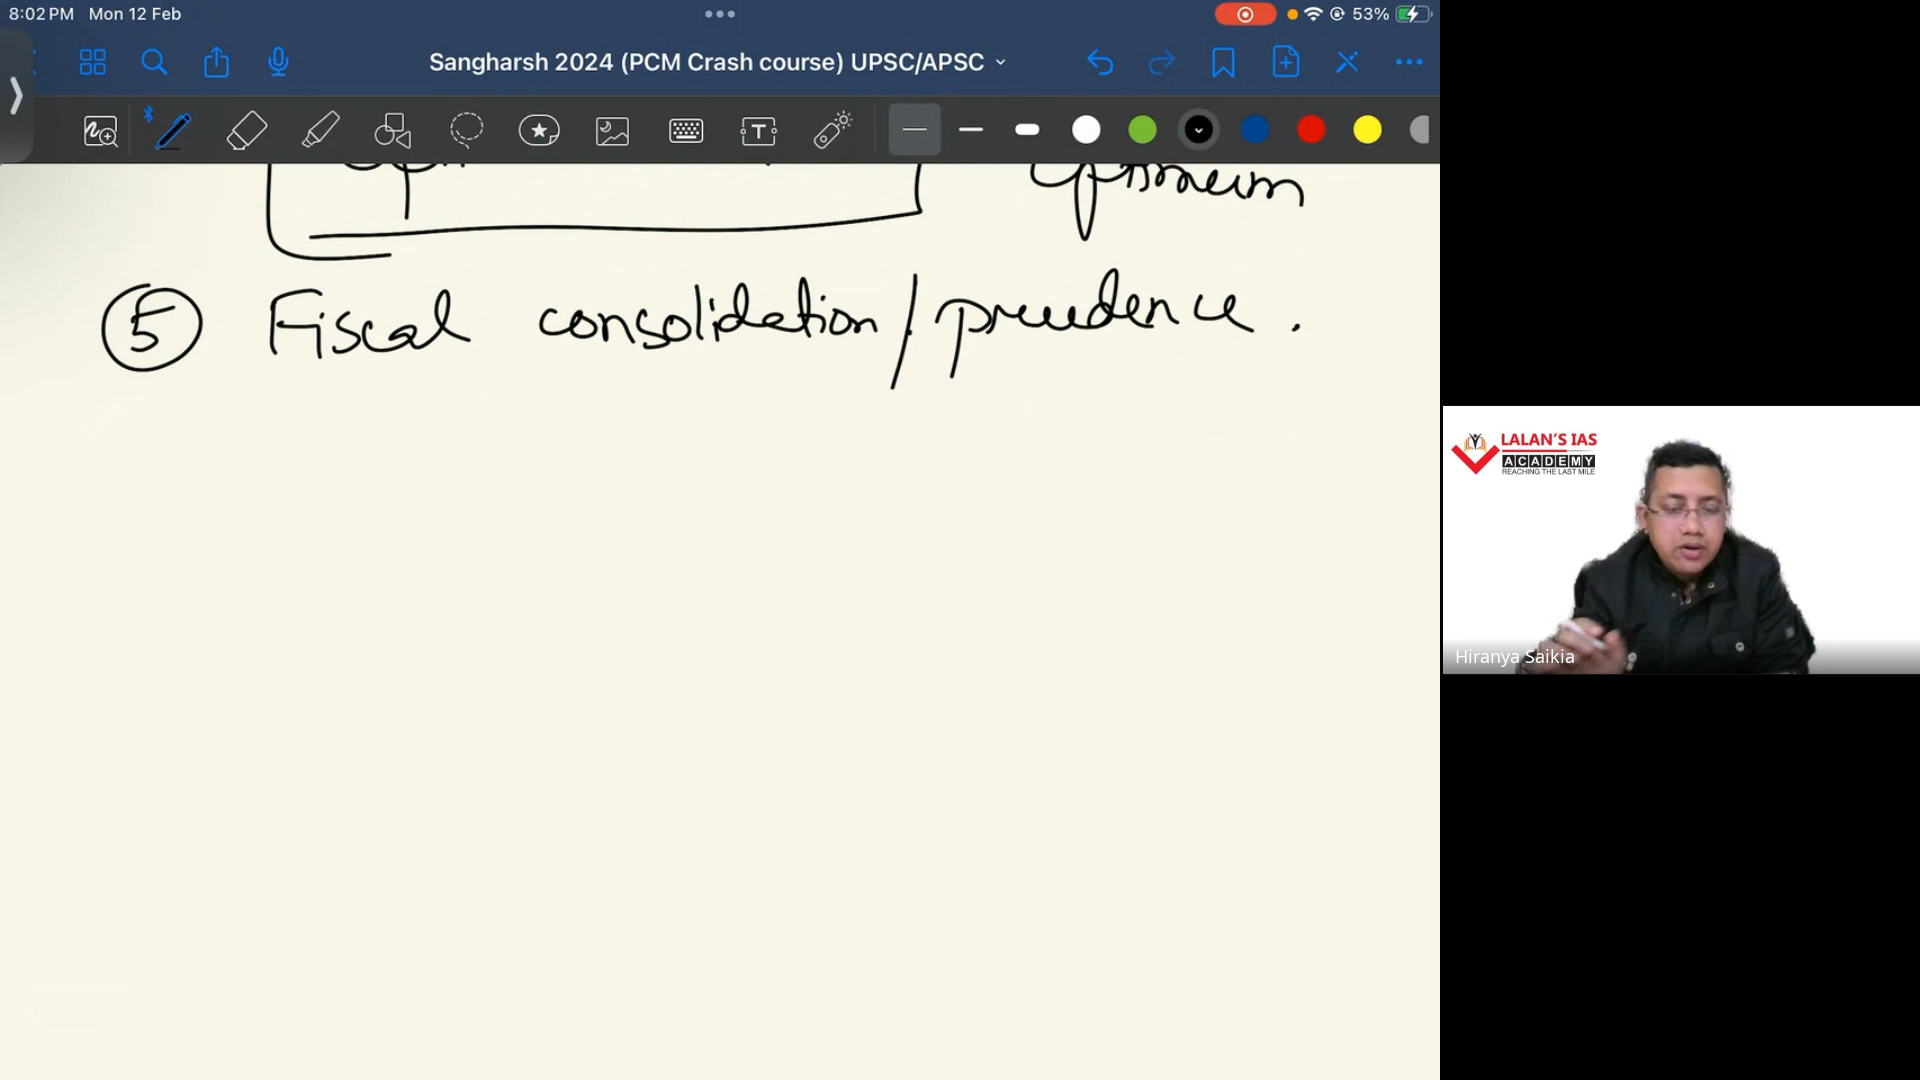 8:02 PM Mon 12 Feb
53%
Sangharsh 2024 (PCM Crash course) UPSC/APSC
T
5 Fiscal consolidation/prudence.
LALAN'S IAS
ACADEMY
REACHING THE LAST MILE
Hiranya Saikia